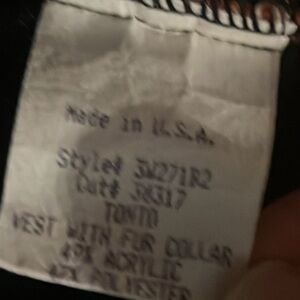 Made in U.S.A.
Style# 3W271R2
Cut# 38317
TONTO
VEST WITH FUR COLLAR
ACRYLIC
POLYESTER